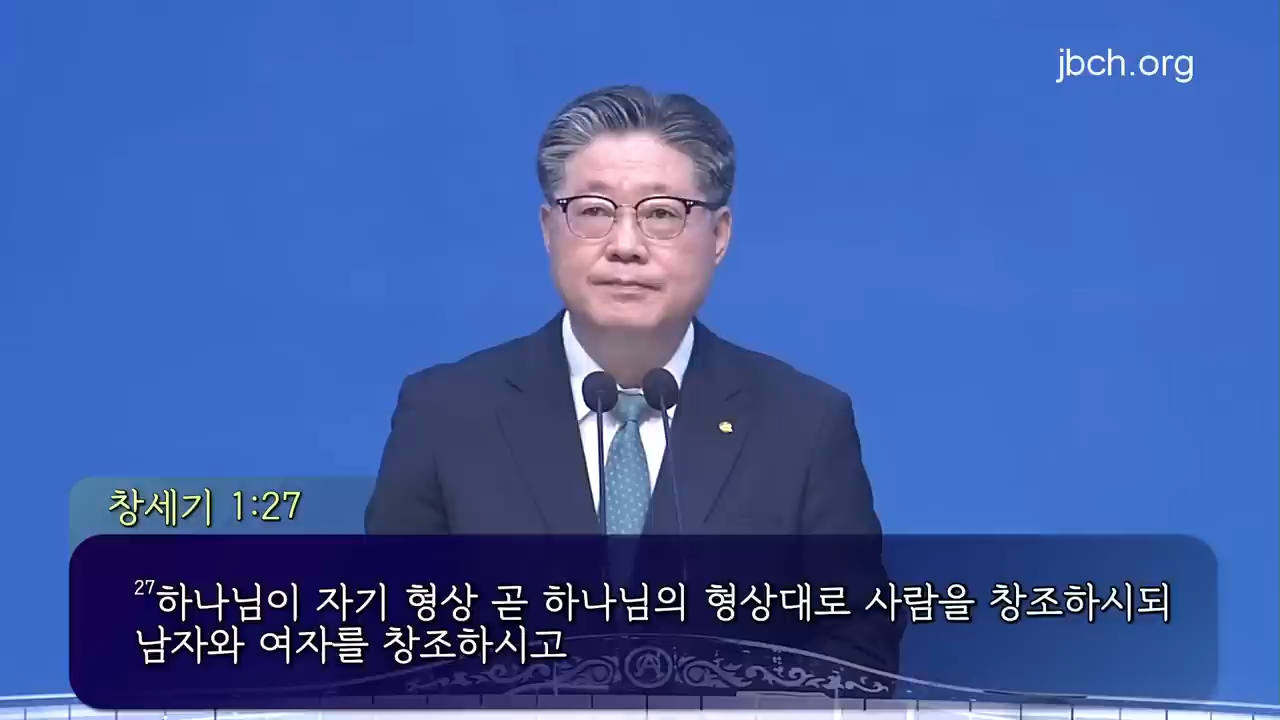 jbch.org
창세기 1:27
27하나님이 자기 형상 곧 하나님의 형상대로 사람을 창조하시되
남자와 여자를 창조하시고